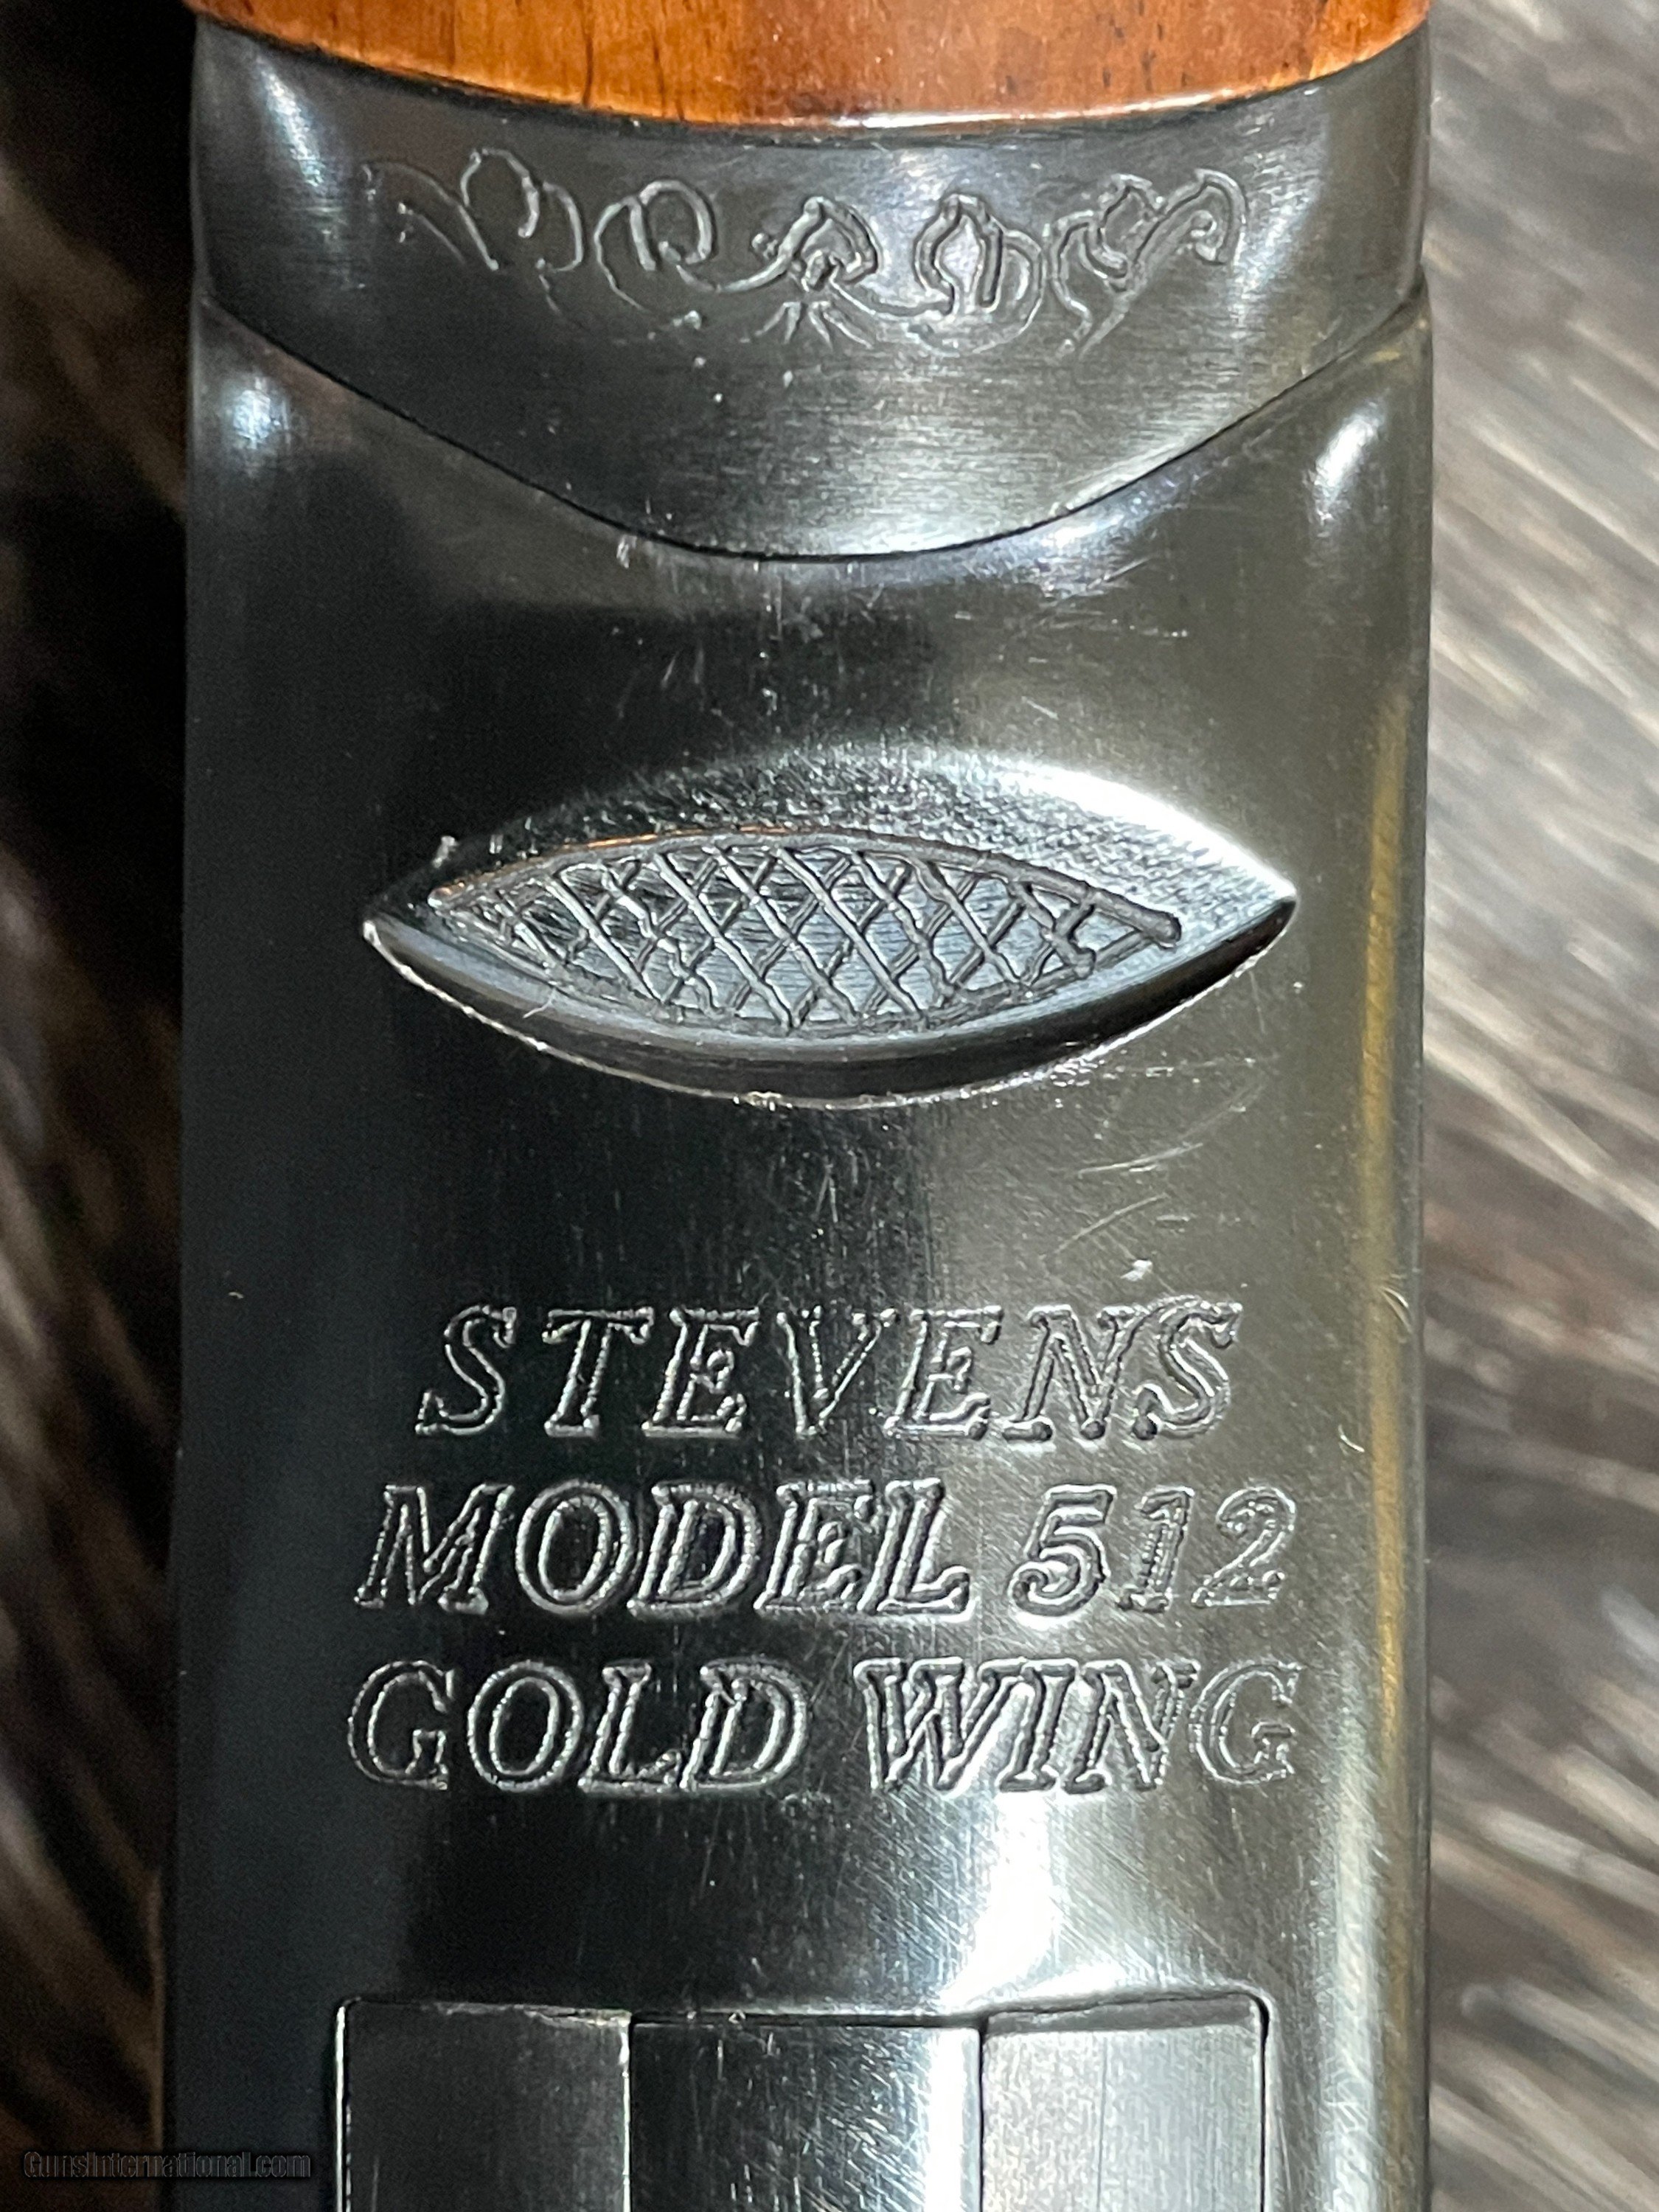 STEVENS
MODEL 512
GOLD WING
GunsInternational.com